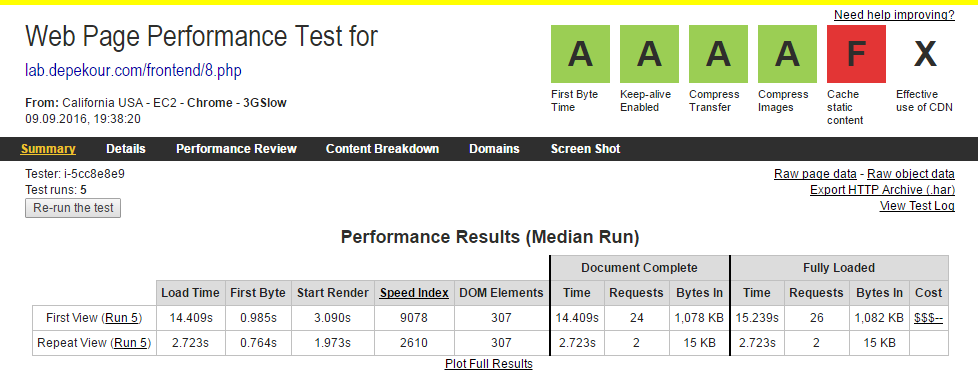 Need help improving?
Web Page Performance Test for
lab.depekour.com/frontend/8.php
From: California USA - EC2 - Chrome - 3GSlow
09.09.2016, 19:38:20
A A A A F X
First Byte Time
Keep-alive Enabled
Compress Transfer
Compress Images
Cache static content
Effective use of CDN
Summary Details Performance Review Content Breakdown Domains Screen Shot
Tester: i-5cc8e8e9
Test runs: 5
Re-run the test
Raw page data - Raw object data
Export HTTP Archive (.har)
View Test Log
Performance Results (Median Run)
Document Complete Fully Loaded
Load Time First Byte Start Render Speed Index DOM Elements Time Requests Bytes In Time Requests Bytes In Cost
First View (Run 5) 14.409s 0.985s 3.090s 9078 307 14.409s 24 1,078 KB 15.239s 26 1,082 KB $$$--
Repeat View (Run 5) 2.723s 0.764s 1.973s 2610 307 2.723s 2 15 KB 2.723s 2 15 KB
Plot Full Results